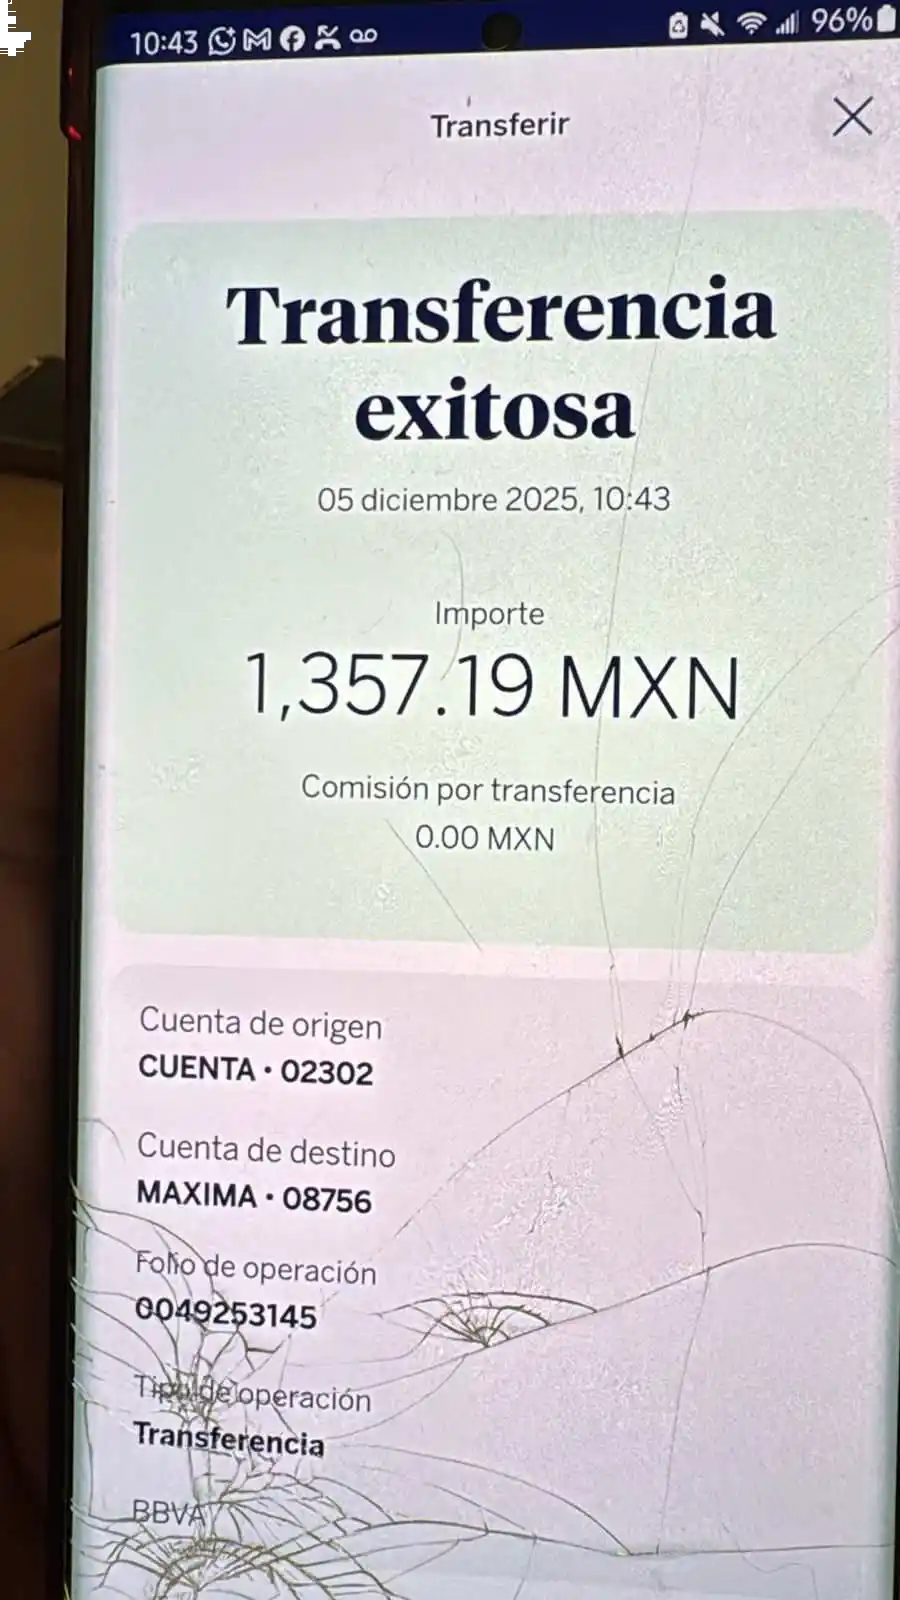 10:43
96%
Transferir
Transferencia
exitosa
05 diciembre 2025, 10:43
Importe
1,357.19 MXN
Comisión por transferencia
0.00 MXN
Cuenta de origen
CUENTA • 02302
Cuenta de destino
MAXIMA • 08756
Folio de operación
0049253145
Tipo de operación
Transferencia
BBVA